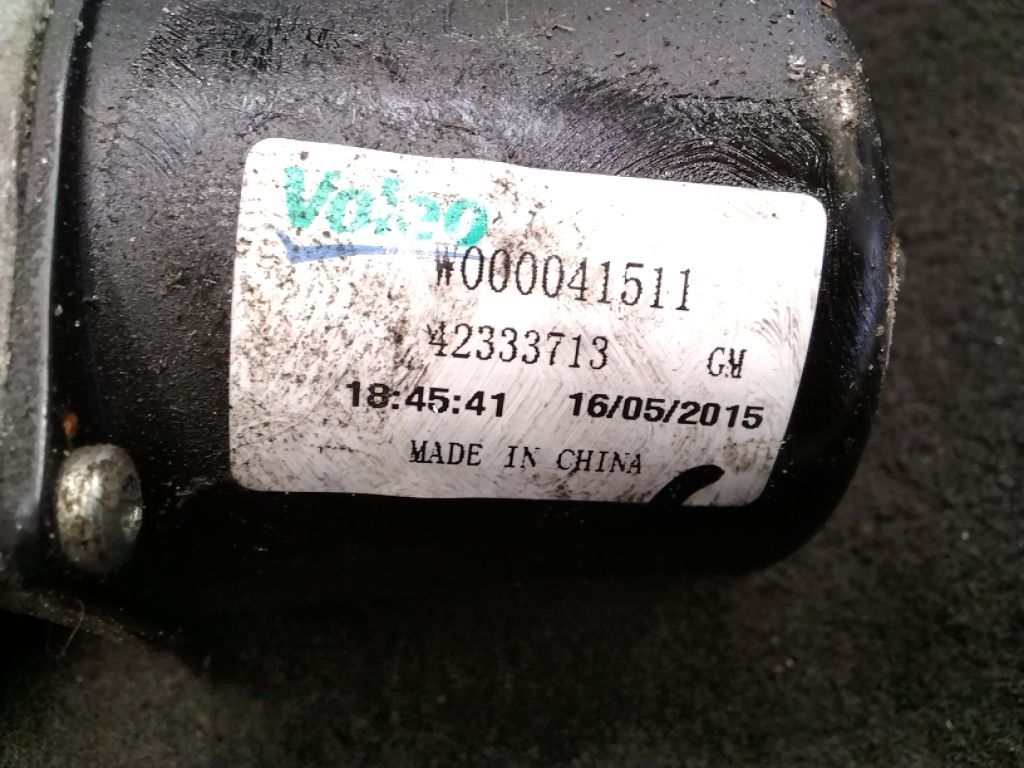 Valeo
W000041511
42333713 GM
18:45:41 16/05/2015
MADE IN CHINA